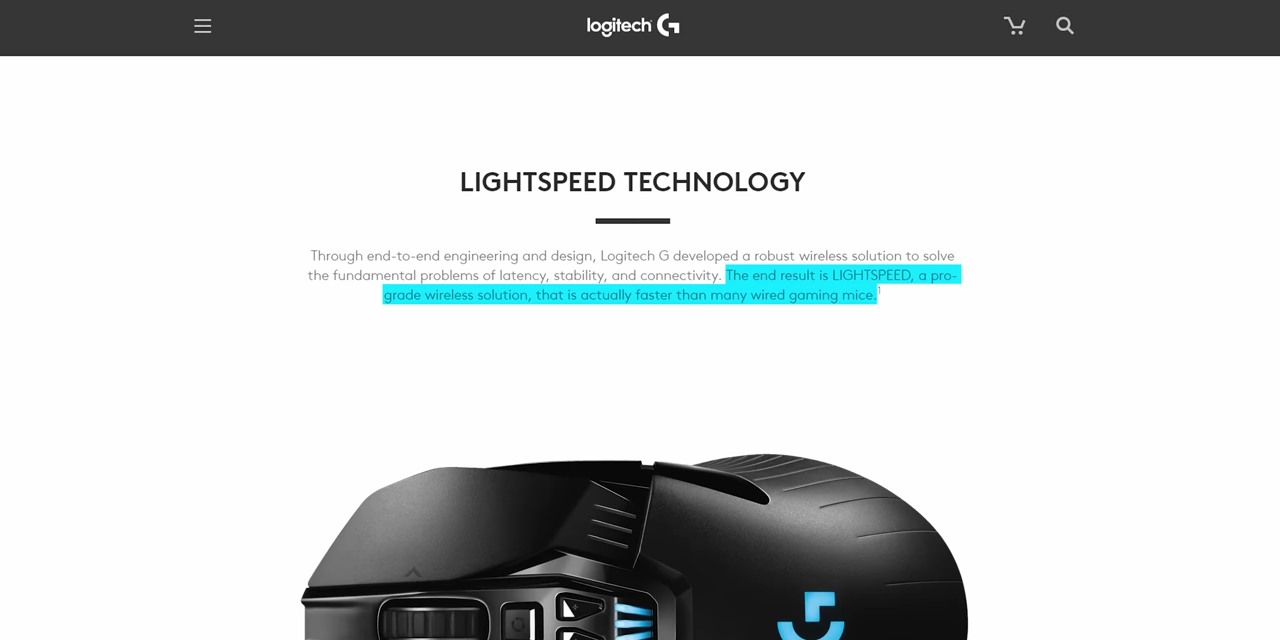 logitech G
LIGHTSPEED TECHNOLOGY
Through end-to-end engineering and design, Logitech G developed a robust wireless solution to solve
the fundamental problems of latency, stability, and connectivity. The end result is LIGHTSPEED, a pro-
grade wireless solution, that is actually faster than many wired gaming mice.1